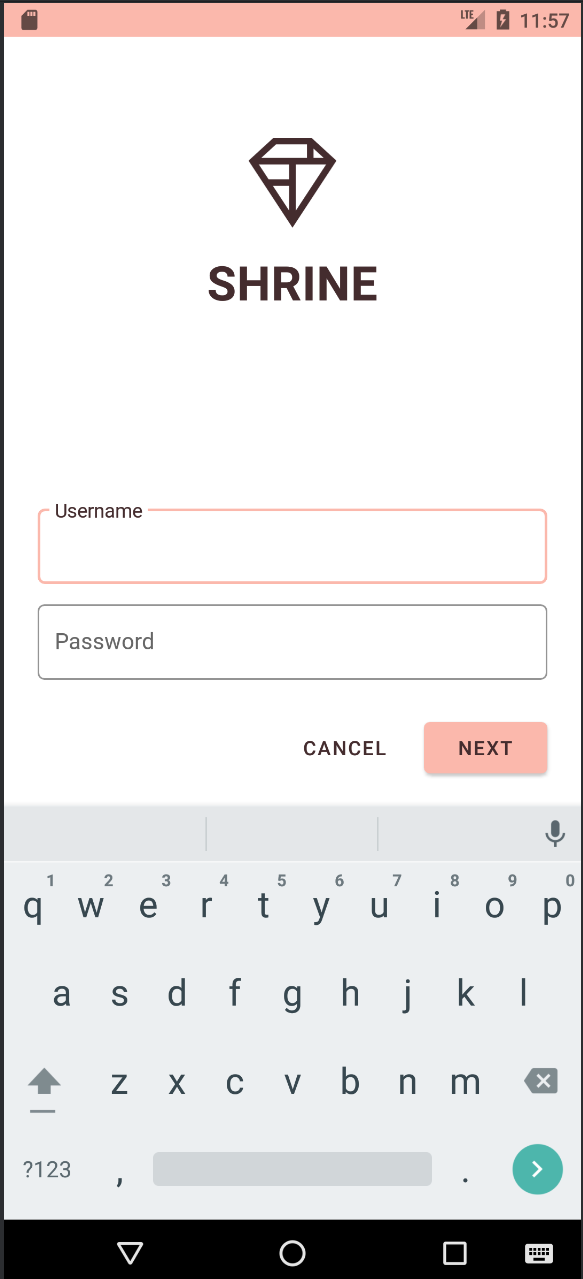 LTE 11:57
SHRINE
Username
Password
CANCEL NEXT
1 2 3 4 5 6 7 8 9 0
q w e r t y u i o p
a s d f g h j k l
z x c v b n m
?123 , .